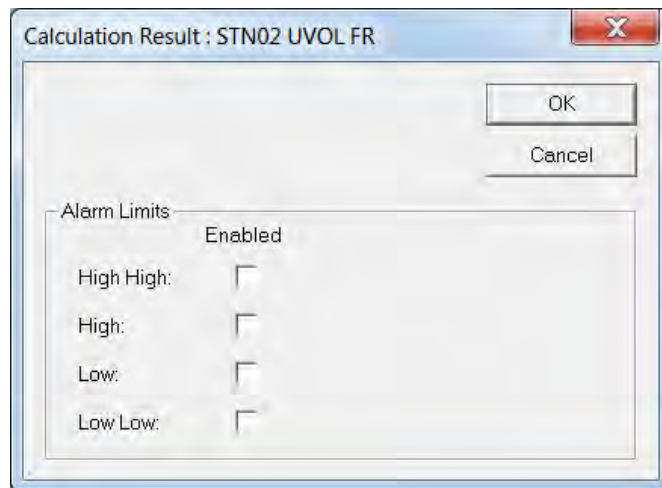 Calculation Result : STN02 UVOL FR
OK
Cancel
Alarm Limits
Enabled
High High:
High:
Low:
Low Low: